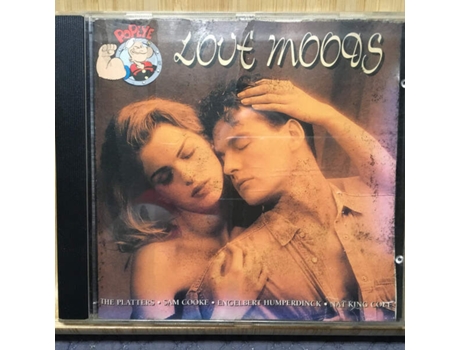 POPEYE
LOVE MOODS
THE PLATTERS • SAM COOKE • ENGELBERT HUMPERDINCK • NAT KING COLE